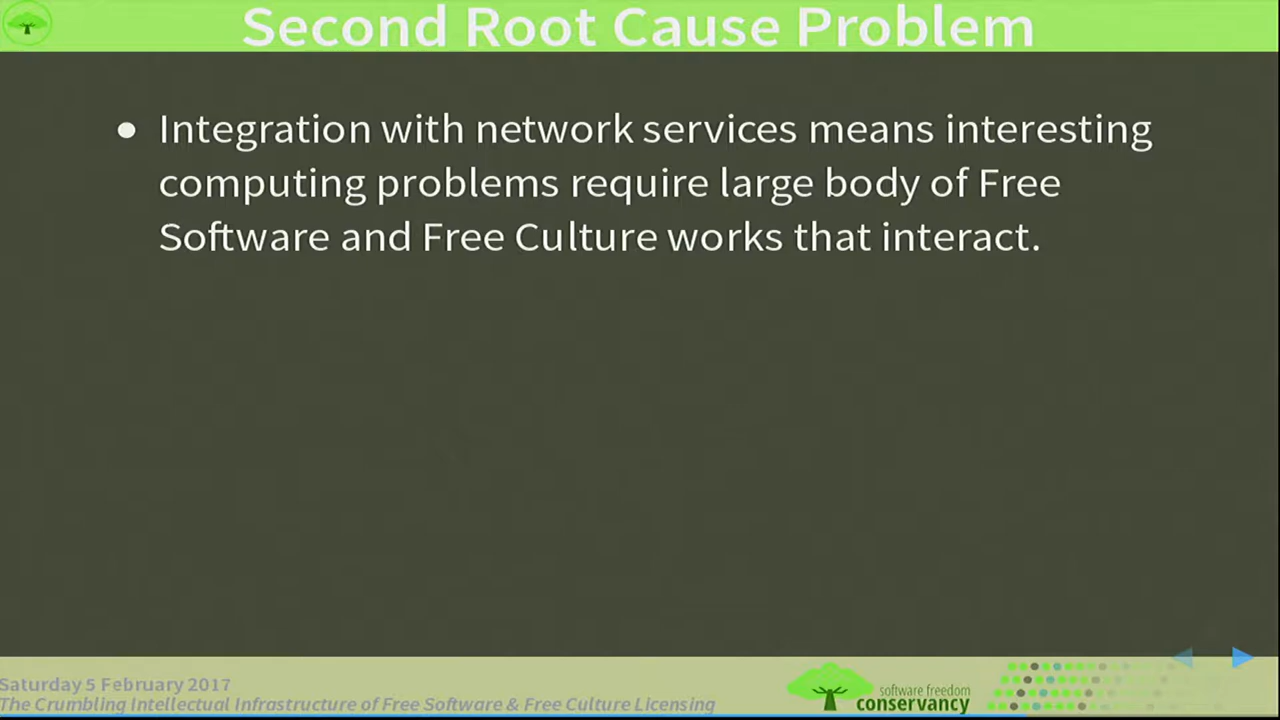 Second Root Cause Problem
● Integration with network services means interesting
computing problems require large body of Free
Software and Free Culture works that interact.
Saturday 5 February 2017
The Crumbling Intellectual Infrastructure of Free Software & Free Culture Licensing
software freedom
conservancy